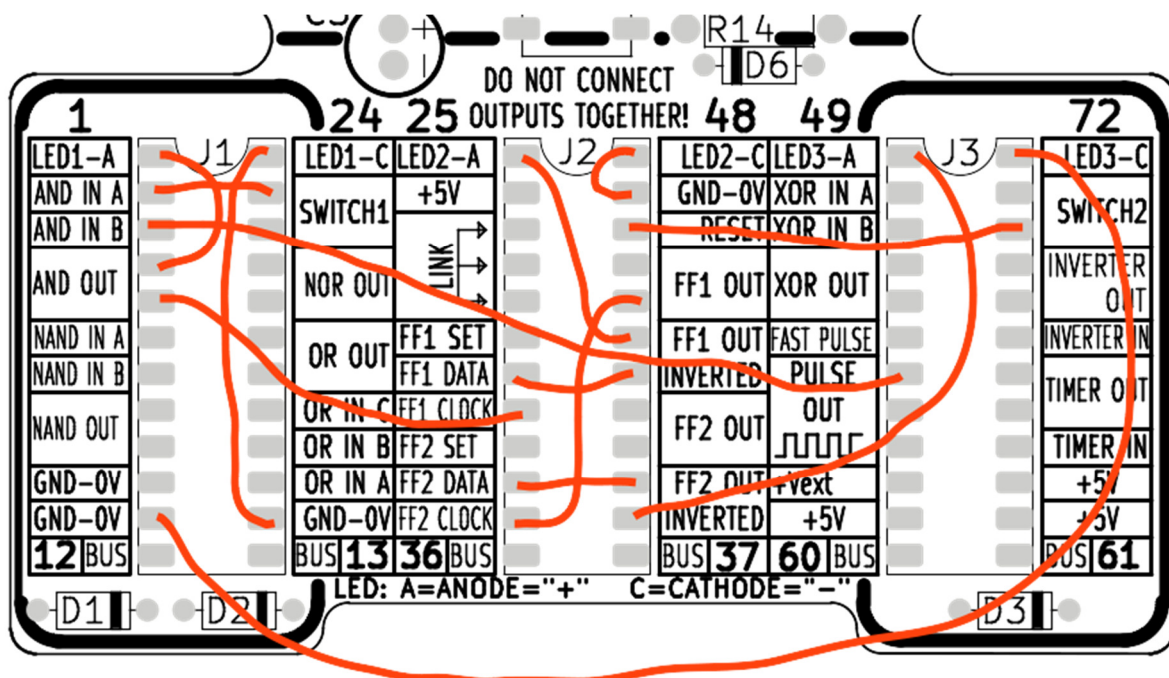 C5
+
R14
-
D6
DO NOT CONNECT
OUTPUTS TOGETHER!
1
24
25
48
49
72
J1
J2
J3
LED1-A
AND IN A
AND IN B
AND OUT
NAND IN A
NAND IN B
NAND OUT
GND-0V
GND-0V
12 BUS
LED1-C
SWITCH1
NOR OUT
OR OUT
OR IN C
OR IN B
OR IN A
GND-0V
BUS 13
LED2-A
+5V
LINK
FF1 SET
FF1 DATA
FF1 CLOCK
FF2 SET
FF2 DATA
FF2 CLOCK
36 BUS
LED2-C
GND-0V
RESET
FF1 OUT
FF1 OUT
INVERTED
FF2 OUT
FF2 OUT
INVERTED
BUS 37
LED3-A
XOR IN A
XOR IN B
XOR OUT
FAST PULSE
PULSE
OUT
+Vext
+5V
60 BUS
LED3-C
SWITCH2
INVERTER
OUT
INVERTER IN
TIMER OUT
TIMER IN
+5V
+5V
BUS 61
LED: A=ANODE="+" C=CATHODE="-"
D1
D2
D3